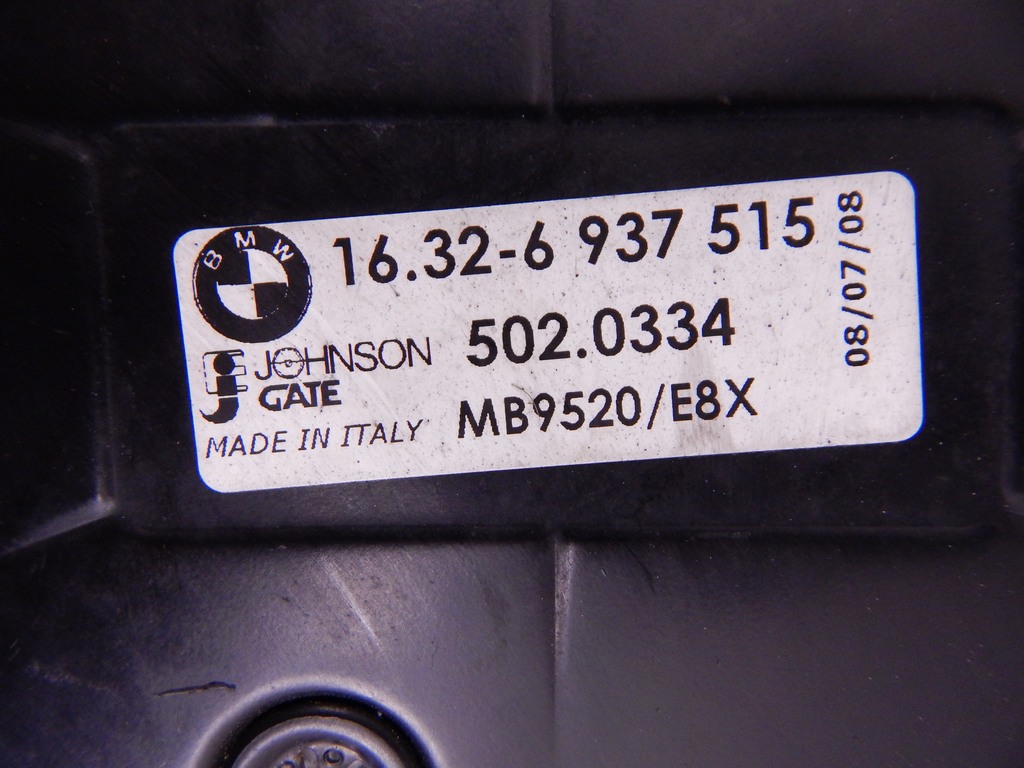 BMW
16.32-6 937 515
08/07/08
JOHNSON
GATE
502.0334
MADE IN ITALY
MB9520/E8X